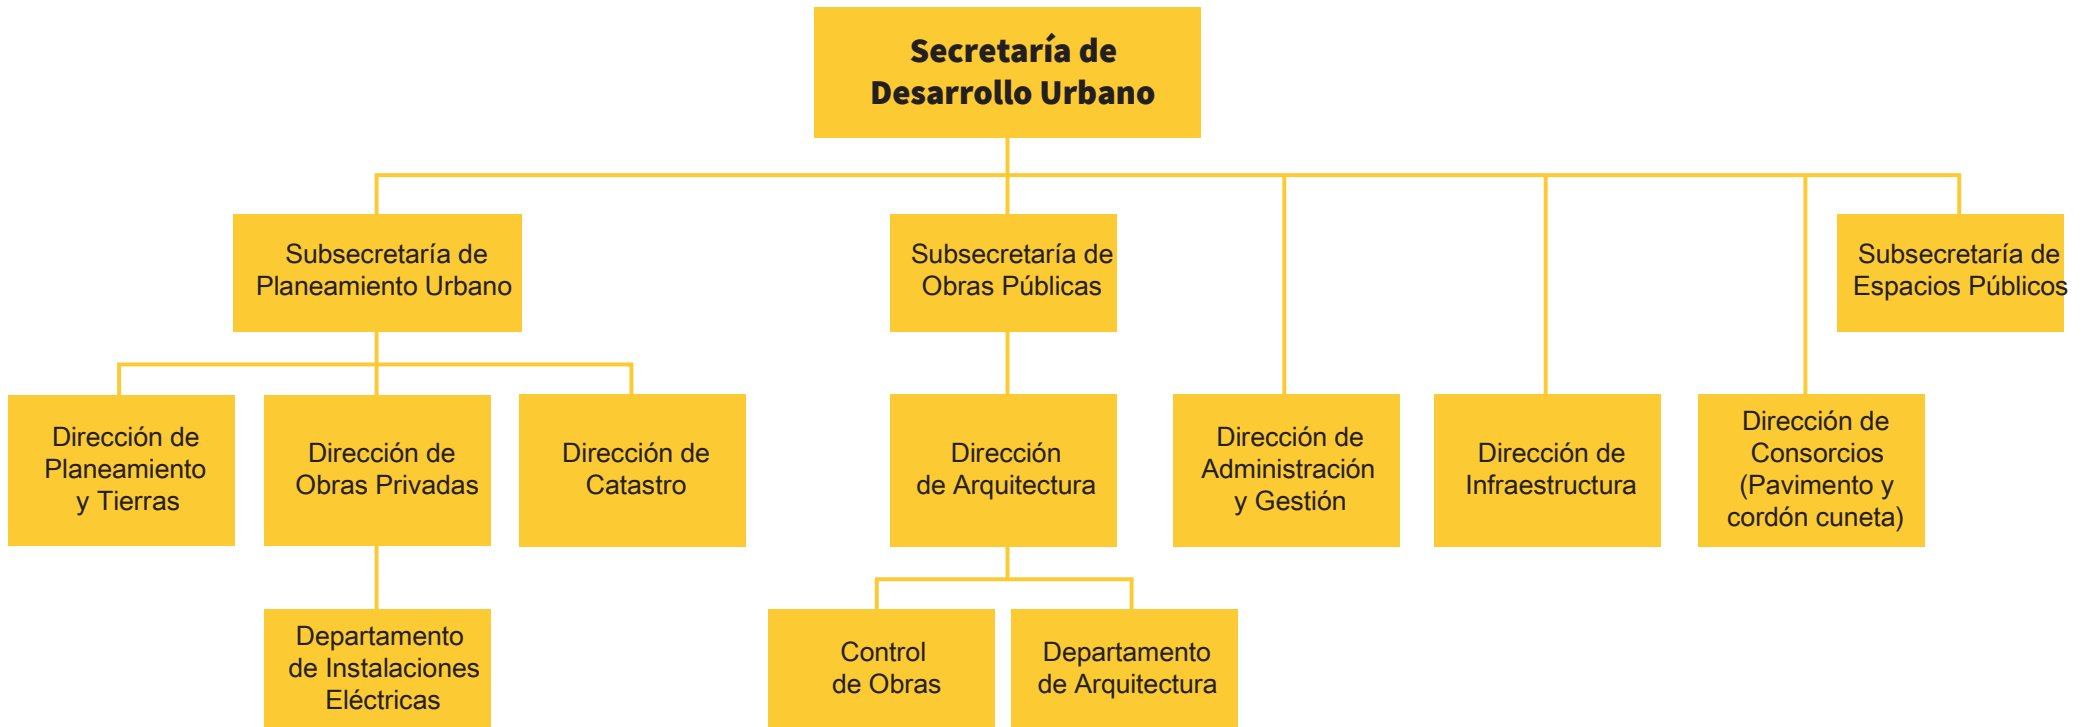 Secretaría de
Desarrollo Urbano
Subsecretaría de
Planeamiento Urbano
Subsecretaría de
Obras Públicas
Subsecretaría de
Espacios Públicos
Dirección de
Planeamiento
y Tierras
Dirección de
Obras Privadas
Dirección de
Catastro
Dirección
de Arquitectura
Dirección de
Administración
y Gestión
Dirección de
Infraestructura
Dirección de
Consorcios
(Pavimento y
cordón cuneta)
Departamento
de Instalaciones
Eléctricas
Control
de Obras
Departamento
de Arquitectura